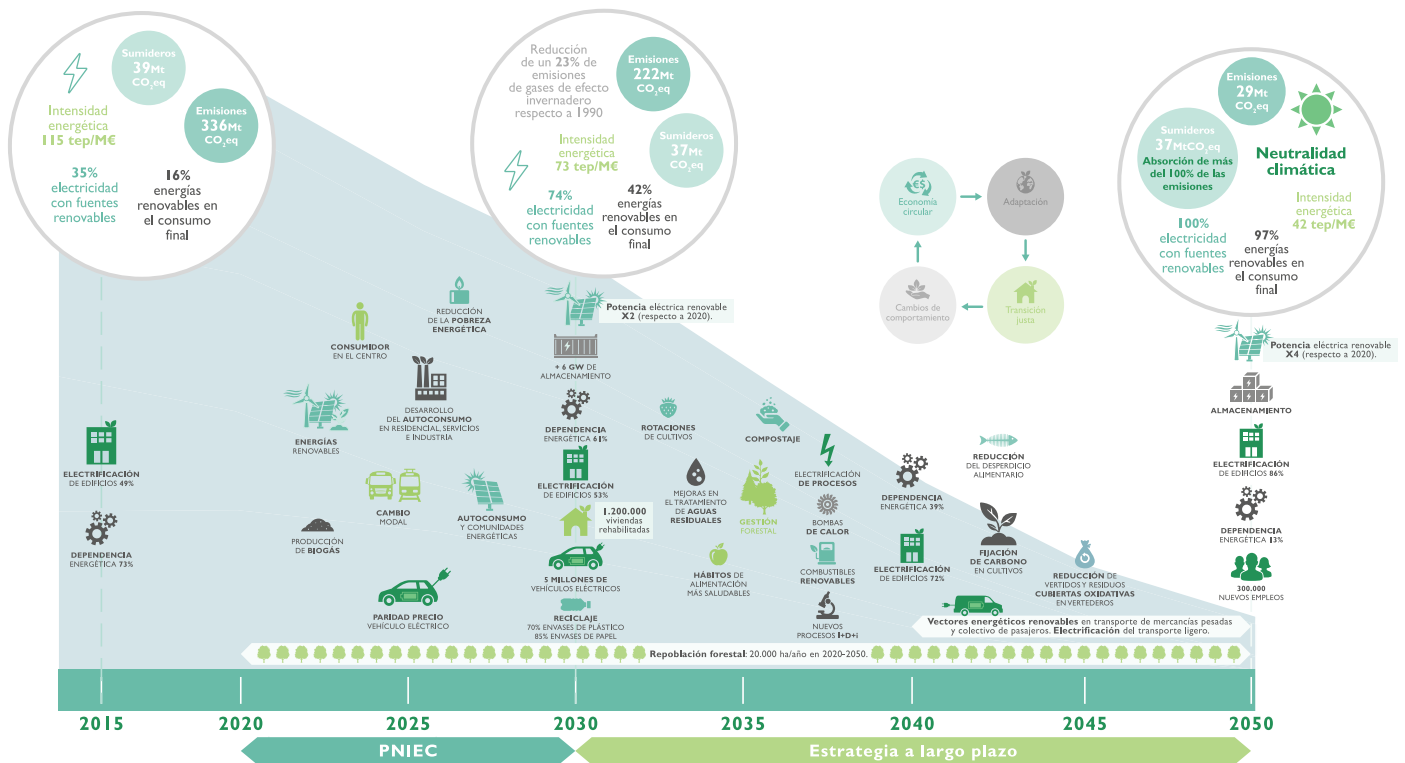 Sumideros
39Mt
CO₂eq
Emisiones
336Mt
CO₂eq
Intensidad
energética
115 tep/M€
35%
electricidad
con fuentes
renovables
16%
energías
renovables en
el consumo
final
Reducción
de un 23% de
emisiones
de gases de efecto
invernadero
respecto a 1990
Emisiones
222Mt
CO₂eq
Sumideros
37Mt
CO₂eq
Intensidad
energética
73 tep/M€
74%
electricidad
con fuentes
renovables
42%
energías
renovables en
el consumo
final
€$
Economía
circular
Adaptación
Cambios de
comportamiento
Transición
justa
Emisiones
29Mt
CO₂eq
Sumideros
37MtCO₂eq
Absorción de más
del 100% de las
emisiones
Neutralidad
climática
Intensidad
energética
42 tep/M€
100%
electricidad
con fuentes
renovables
97%
energías
renovables en
el consumo
final
ELECTRIFICACIÓN
DE EDIFICIOS 49%
DEPENDENCIA
ENERGÉTICA 73%
REDUCCIÓN
DE LA POBREZA
ENERGÉTICA
CONSUMIDOR
EN EL CENTRO
DESARROLLO
DEL AUTOCONSUMO
EN RESIDENCIAL, SERVICIOS
E INDUSTRIA
ENERGÍAS
RENOVABLES
CAMBIO
MODAL
AUTOCONSUMO
Y COMUNIDADES
ENERGÉTICAS
PRODUCCIÓN
DE BIOGÁS
PARIDAD PRECIO
VEHÍCULO ELÉCTRICO
Potencia eléctrica renovable
X2 (respecto a 2020).
+ 6 GW DE
ALMACENAMIENTO
DEPENDENCIA
ENERGÉTICA 61%
ELECTRIFICACIÓN
DE EDIFICIOS 53%
1.200.000
viviendas
rehabilitadas
5 MILLONES DE
VEHÍCULOS ELÉCTRICOS
RECICLAJE
70% ENVASES DE PLÁSTICO
85% ENVASES DE PAPEL
ROTACIONES
DE CULTIVOS
COMPOSTAJE
MEJORAS EN
EL TRATAMIENTO
DE AGUAS
RESIDUALES
GESTIÓN
FORESTAL
HÁBITOS DE
ALIMENTACIÓN
MÁS SALUDABLES
ELECTRIFICACIÓN
DE PROCESOS
BOMBAS
DE CALOR
COMBUSTIBLES
RENOVABLES
NUEVOS
PROCESOS I+D+i
DEPENDENCIA
ENERGÉTICA 39%
ELECTRIFICACIÓN
DE EDIFICIOS 72%
REDUCCIÓN
DEL DESPERDICIO
ALIMENTARIO
FIJACIÓN
DE CARBONO
EN CULTIVOS
REDUCCIÓN DE
VERTIDOS Y RESIDUOS
CUBIERTAS OXIDATIVAS
EN VERTEDEROS
Potencia eléctrica renovable
X4 (respecto a 2020).
ALMACENAMIENTO
ELECTRIFICACIÓN
DE EDIFICIOS 86%
DEPENDENCIA
ENERGÉTICA 13%
300.000
NUEVOS EMPLEOS
Vectores energéticos renovables en transporte de mercancías pesadas
y colectivo de pasajeros. Electrificación del transporte ligero.
Repoblación forestal: 20.000 ha/año en 2020-2050.
2015
2020
2025
2030
2035
2040
2045
2050
PNIEC
Estrategia a largo plazo